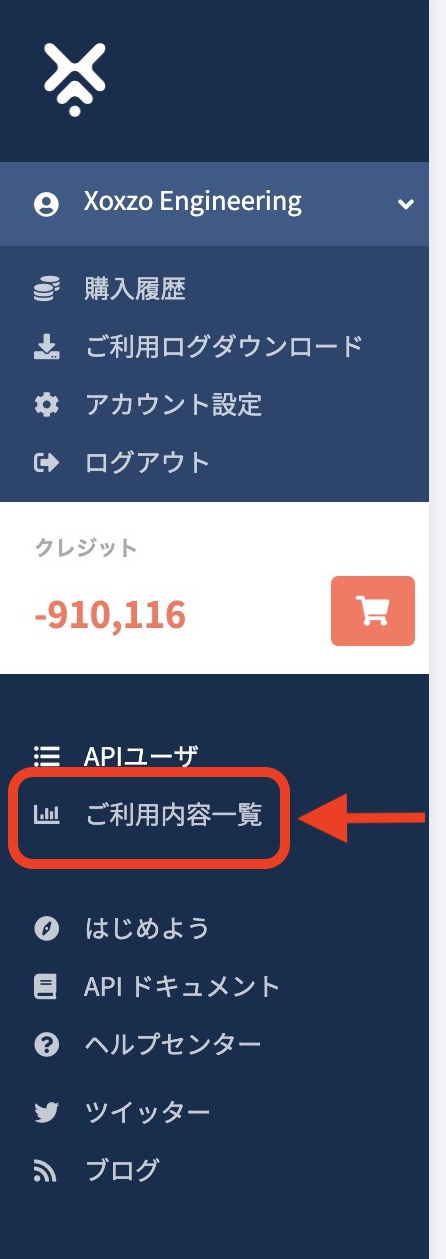 Xoxzo Engineering
購入履歴
ご利用ログダウンロード
アカウント設定
ログアウト
クレジット
-910,116
APIユーザ
ご利用内容一覧
はじめよう
API ドキュメント
ヘルプセンター
ツイッター
ブログ